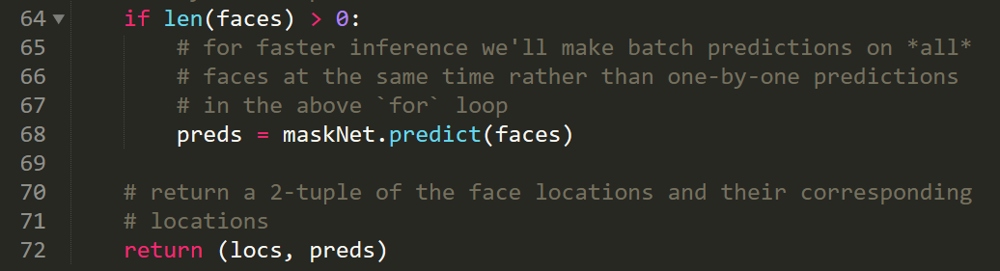 64 if len(faces) > 0:
65 # for faster inference we'll make batch predictions on *all*
66 # faces at the same time rather than one-by-one predictions
67 # in the above `for` loop
68 preds = maskNet.predict(faces)
69
70 # return a 2-tuple of the face locations and their corresponding
71 # locations
72 return (locs, preds)